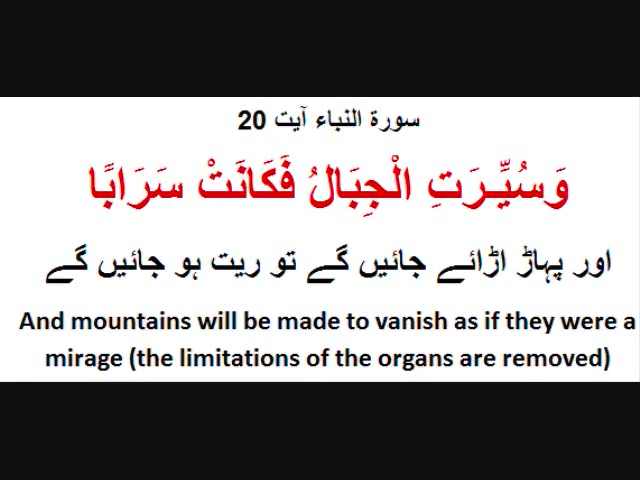 سورة النباء آیت 20
وَسُيِّرَتِ الْجِبَالُ فَكَانَتْ سَرَابًا
اور پہاڑ اڑائے جائیں گے تو ریت ہو جائیں گے
And mountains will be made to vanish as if they were a
mirage (the limitations of the organs are removed)